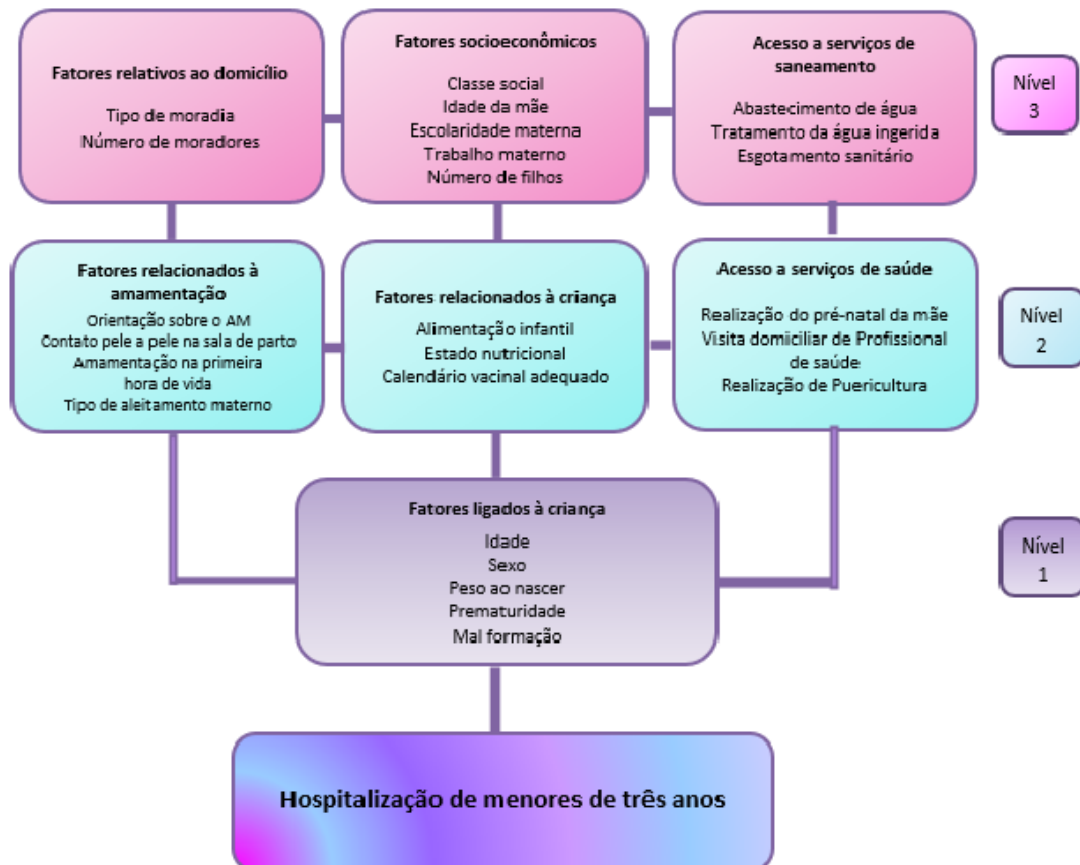 Fatores relativos ao domicílio
Tipo de moradia
Número de moradores
Fatores socioeconômicos
Classe social
Idade da mãe
Escolaridade materna
Trabalho materno
Número de filhos
Acesso a serviços de
saneamento
Abastecimento de água
Tratamento da água ingerida
Esgotamento sanitário
Nível
3
Fatores relacionados à
amamentação
Orientação sobre o AM
Contato pele a pele na sala de parto
Amamentação na primeira
hora de vida
Tipo de aleitamento materno
Fatores relacionados à criança
Alimentação infantil
Estado nutricional
Calendário vacinal adequado
Acesso a serviços de saúde
Realização do pré-natal da mãe
Visita domiciliar de Profissional
de saúde
Realização de Puericultura
Nível
2
Fatores ligados à criança
Idade
Sexo
Peso ao nascer
Prematuridade
Mal formação
Nível
1
Hospitalização de menores de três anos